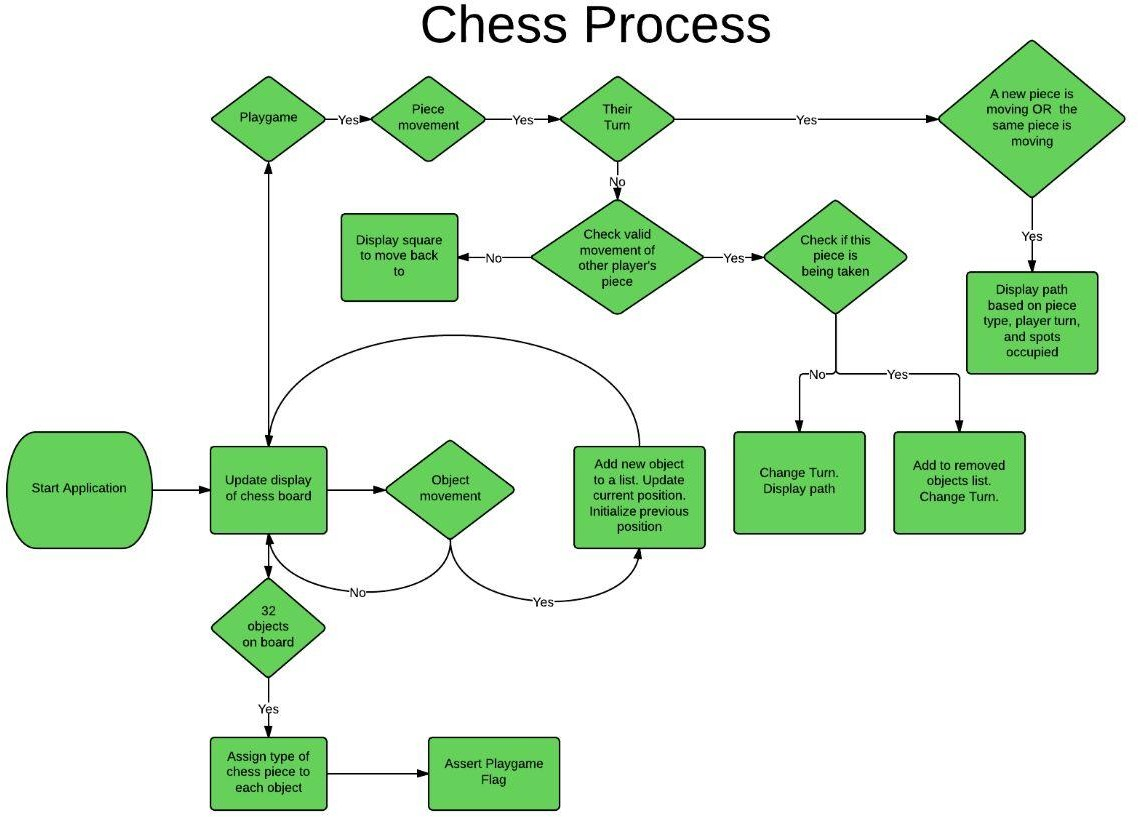 Chess Process
Playgame
Yes
Piece
movement
Yes
Their
Turn
Yes
A new piece is
moving OR the
same piece is
moving
No
Yes
Display square
to move back
to
No
Check valid
movement of
other player's
piece
Yes
Check if this
piece is
being taken
Display path
based on piece
type, player turn,
and spots
occupied
No
Yes
Start Application
Update display
of chess board
Object
movement
Add new object
to a list. Update
current position.
Initialize previous
position
Change Turn.
Display path
Add to removed
objects list.
Change Turn.
No
Yes
32
objects
on board
Yes
Assign type of
chess piece to
each object
Assert Playgame
Flag